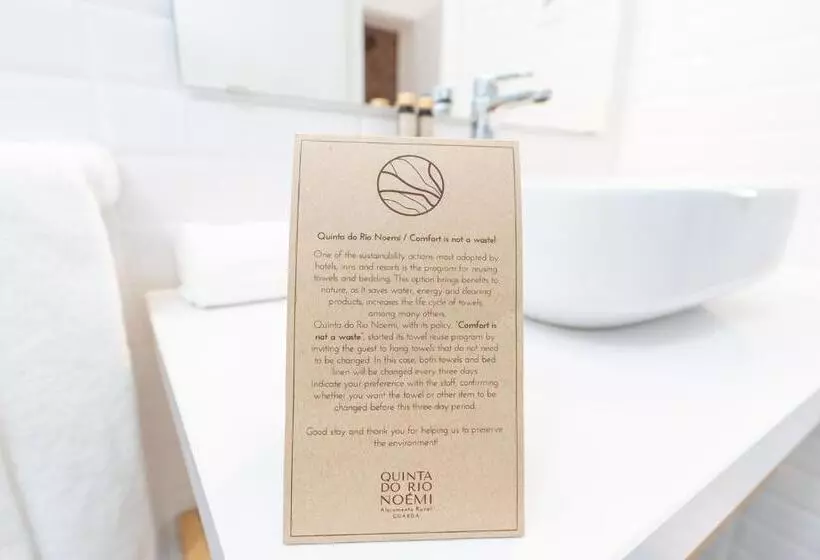 Quinta do Rio Noemi / Comfort is not a waste!
One of the sustainability actions most adopted by
hotels, inns and resorts is the program for reusing
towels and bedding. This option brings benefits to
nature, as it saves water, energy and cleaning
products, increases the life cycle of towels,
among many others.
Quinta do Rio Noemi, with its policy, "Comfort is
not a waste", started its towel reuse program by
inviting the guest to hang towels that do not need
to be changed. In this case, both towels and bed
linen will be changed every three days.
Indicate your preference with the staff, confirming
whether you want the towel or other item to be
changed before this three day period.
Good stay and thank you for helping us to preserve
the environment!
QUINTA
DO RIO
NOÉMI
Alojamento Rural
GUARDA